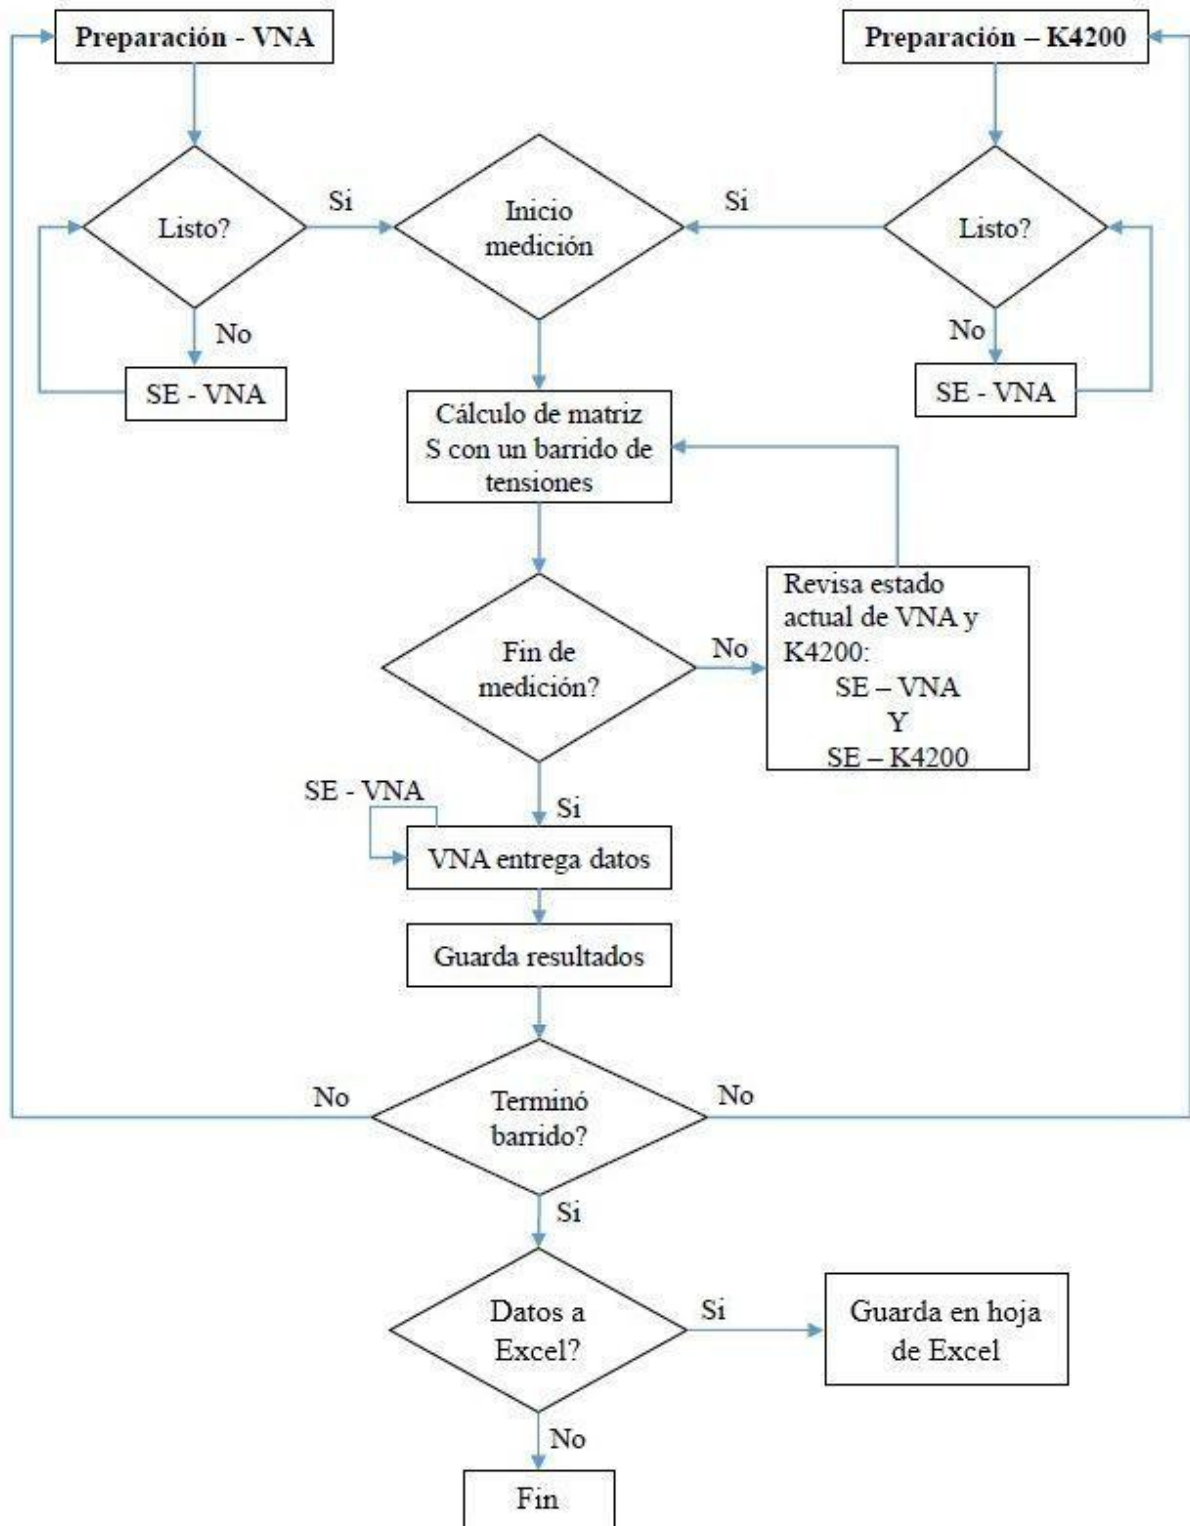 Preparación - VNA
Preparación – K4200
Listo?
Si
Inicio
medición
Si
Listo?
No
SE - VNA
No
SE - VNA
Cálculo de matriz
S con un barrido de
tensiones
Fin de
medición?
No
Revisa estado
actual de VNA y
K4200:
SE – VNA
Y
SE – K4200
SE - VNA
Si
VNA entrega datos
Guarda resultados
No
Terminó
barrido?
No
Si
Datos a
Excel?
Si
Guarda en hoja
de Excel
No
Fin